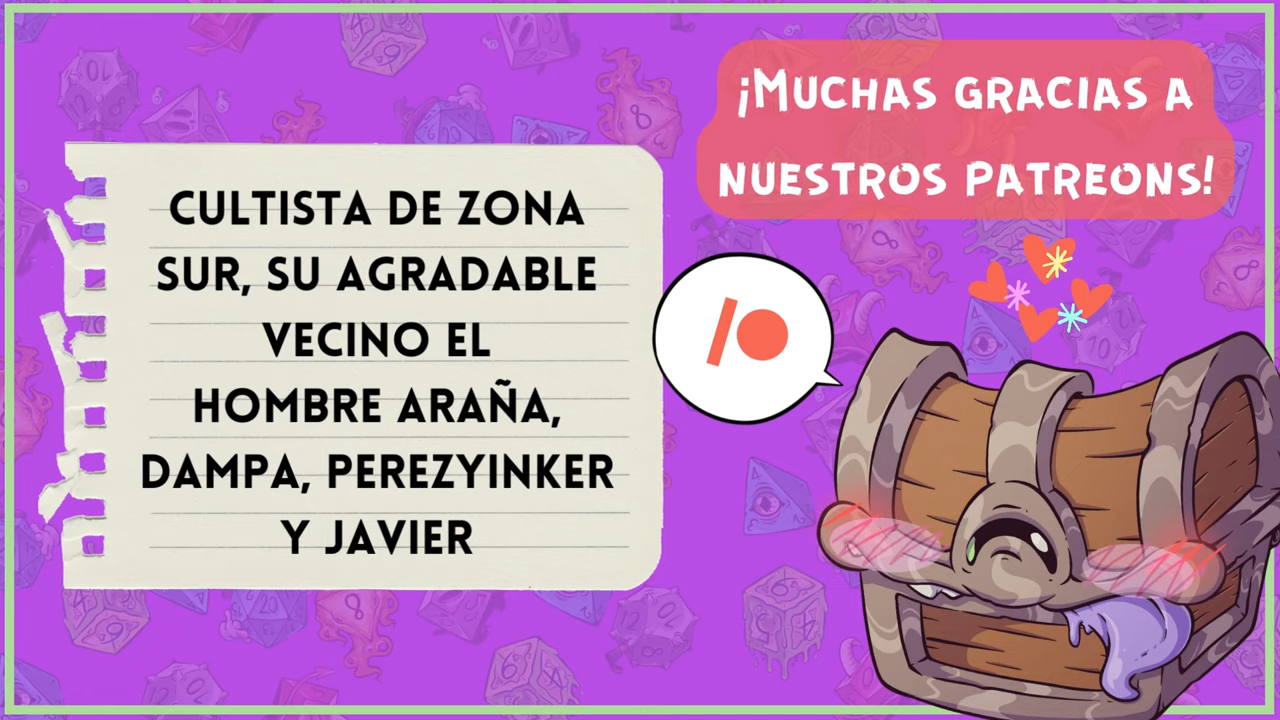 ¡MUCHAS GRACIAS A
NUESTROS PATREONS!
CULTISTA DE ZONA
SUR, SU AGRADABLE
VECINO EL
HOMBRE ARAÑA,
DAMPA, PEREZYINKER
Y JAVIER